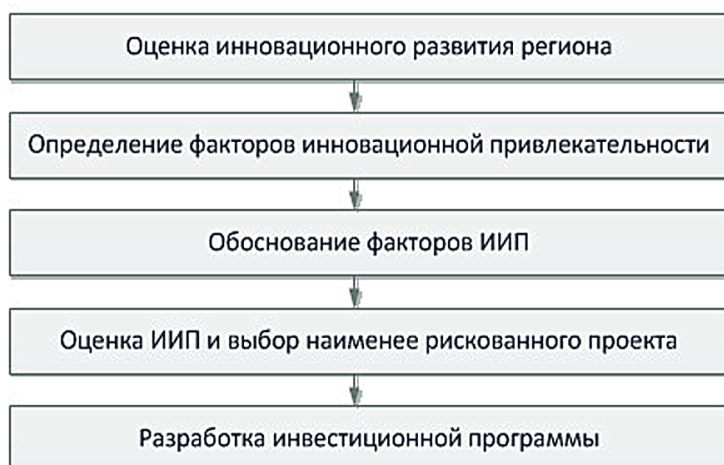 Оценка инновационного развития региона
Определение факторов инновационной привлекательности
Обоснование факторов ИИП
Оценка ИИП и выбор наименее рискованного проекта
Разработка инвестиционной программы